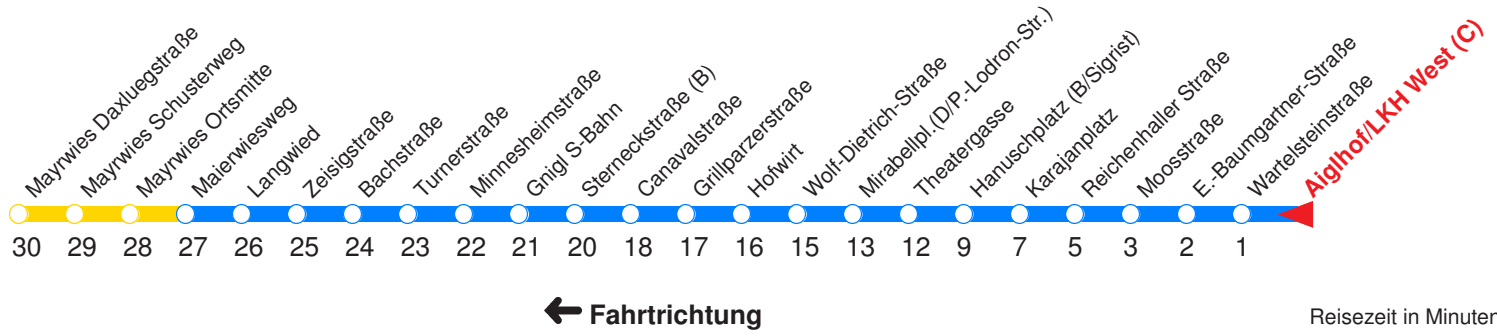 Mayrwies Daxluegstraße
Mayrwies Schusterweg
Mayrwies Ortsmitte
Maierwiesweg
Langwied
Zeisigstraße
Bachstraße
Turnerstraße
Minnesheimstraße
Gnigl S-Bahn
Sterneckstraße (B)
Canavalstraße
Grillparzerstraße
Hofwirt
Wolf-Dietrich-Straße
Mirabellpl.(D/P.-Lodron-Str.)
Theatergasse
Hanuschplatz (B/Sigrist)
Karajanplatz
Reichenhaller Straße
Moosstraße
E.-Baumgartner-Straße
Wartelsteinstraße
Aiglhof/LKH West (C)
30 29 28 27 26 25 24 23 22 21 20 18 17 16 15 13 12 9 7 5 3 2 1
Fahrtrichtung
Reisezeit in Minuten